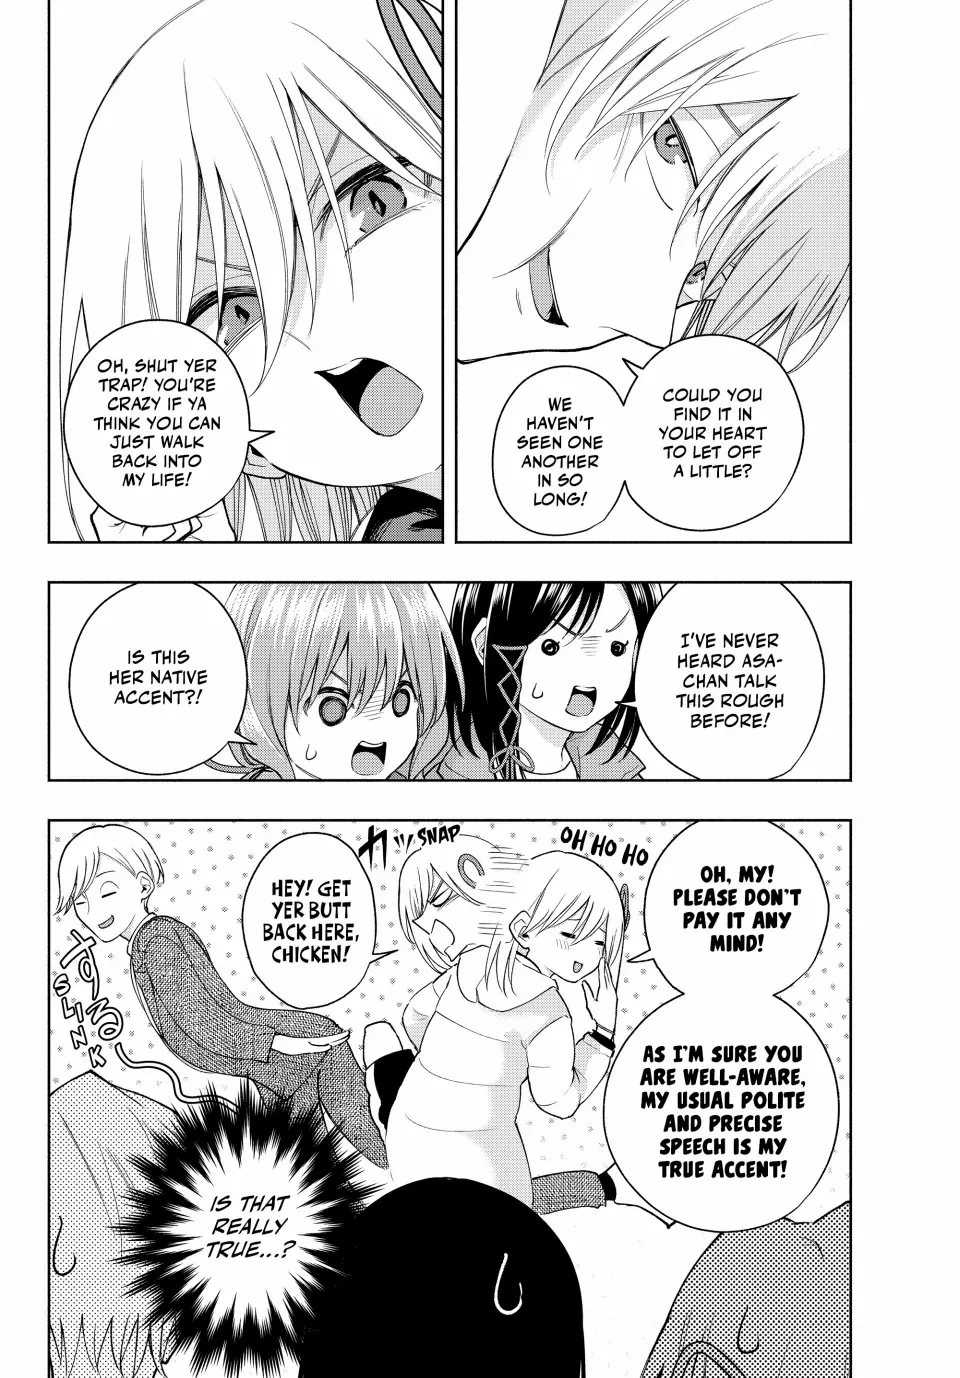 COULD YOU
FIND IT IN
YOUR HEART
TO LET OFF
A LITTLE?
WE
HAVEN'T
SEEN ONE
ANOTHER
IN SO
LONG!
OH, SHUT YER
TRAP! YOU'RE
CRAZY IF YA
THINK YOU CAN
JUST WALK
BACK INTO
MY LIFE!
I'VE NEVER
HEARD ASA-
CHAN TALK
THIS ROUGH
BEFORE!
IS THIS
HER NATIVE
ACCENT?!
OH, MY!
PLEASE DON'T
PAY IT ANY
MIND!
AS I'M SURE YOU
ARE WELL-AWARE,
MY USUAL POLITE
AND PRECISE
SPEECH IS MY
TRUE ACCENT!
OH HO HO
カッ
SNAP
HEY! GET
YER BUTT
BACK HERE,
CHICKEN!
する
SLINK
IS THAT
REALLY
TRUE...?